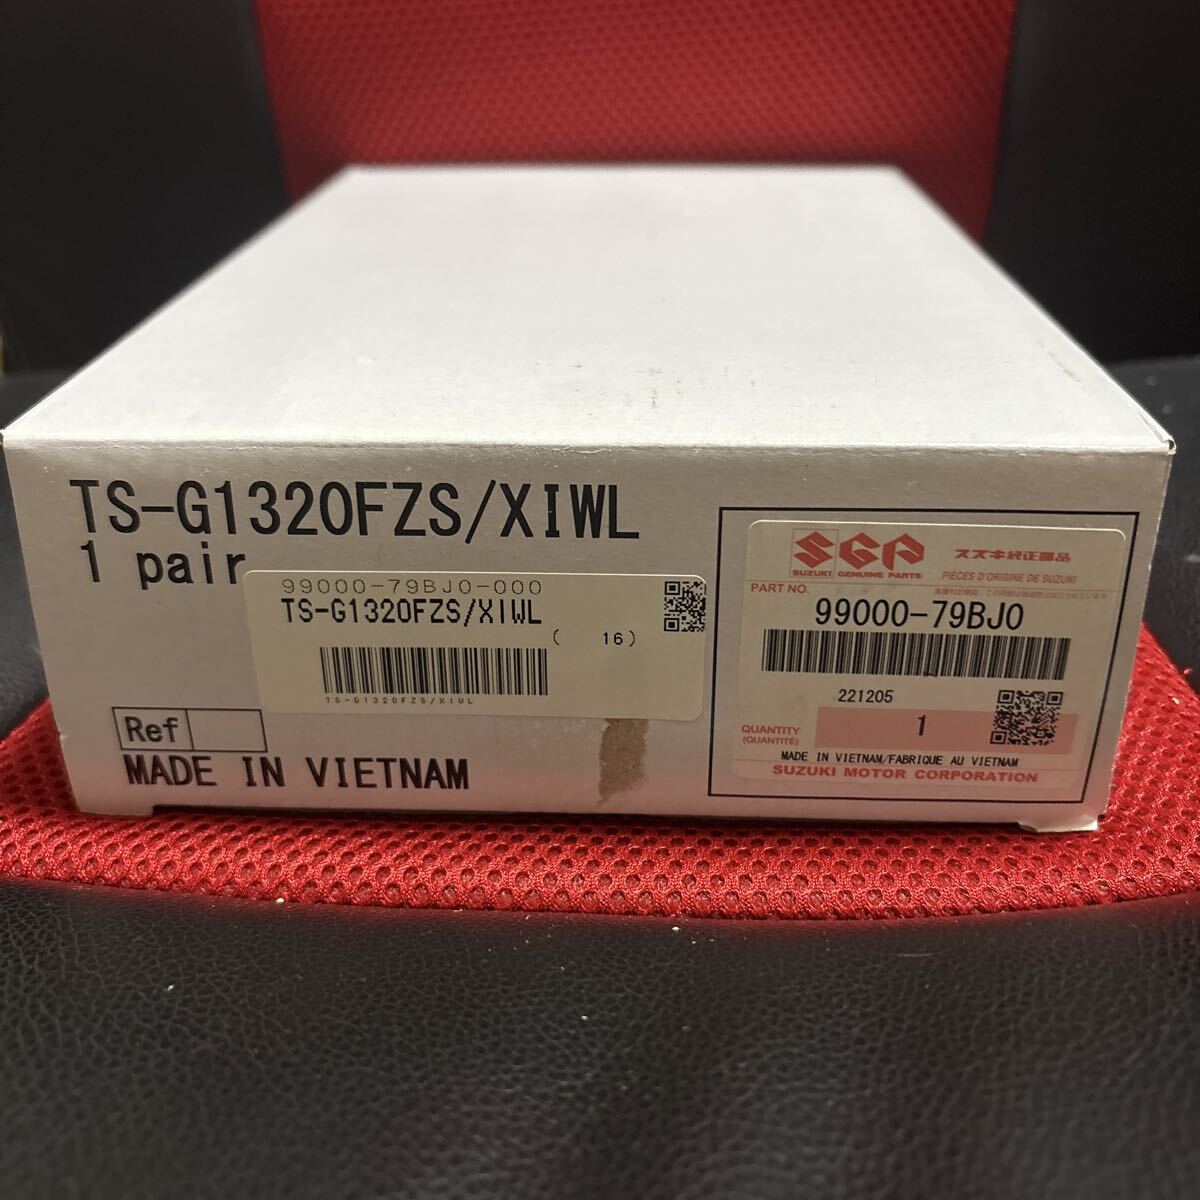 TS-G1320FZS/XIWL
1 pair
99000-79BJ0-000
TS-G1320FZS/XIWL
( 16)
TS-G1320FZS/XIWL
Ref
MADE IN VIETNAM
SGP
SUZUKI GENUINE PARTS
スズキ純正部品
PIÈCES D'ORIGINE DE SUZUKI
PART NO.
99000-79BJ0
221205
QUANTITY
(QUANTITÉ)
1
MADE IN VIETNAM/FABRIQUE AU VIETNAM
SUZUKI MOTOR CORPORATION